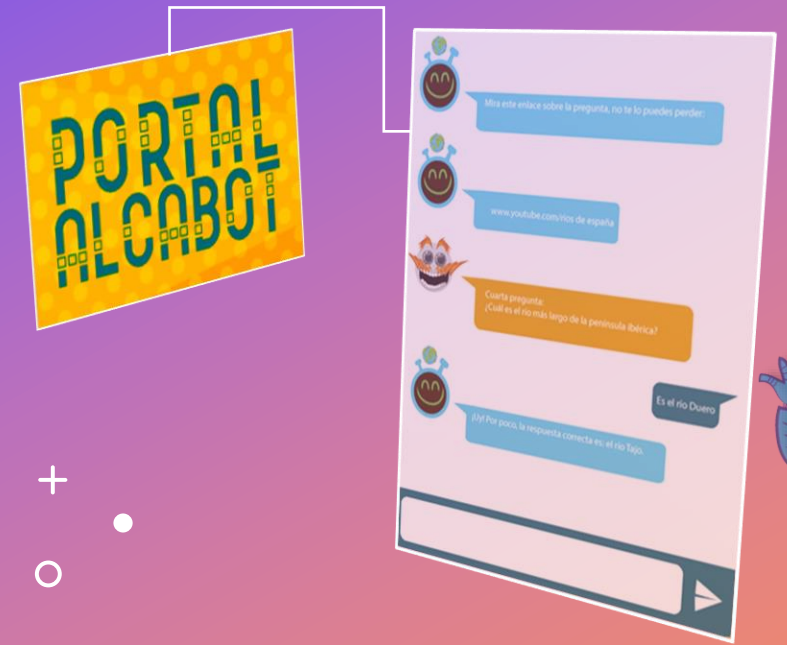 PORTAL
ALCABOT
Mira este enlace sobre la pregunta, no te lo puedes perder:
www.youtube.com/rios de españa
Cuarta pregunta:
¿Cuál es el río más largo de la península ibérica?
Es el río Duero
¡Uy! Por poco, la respuesta correcta es: el río Tajo.